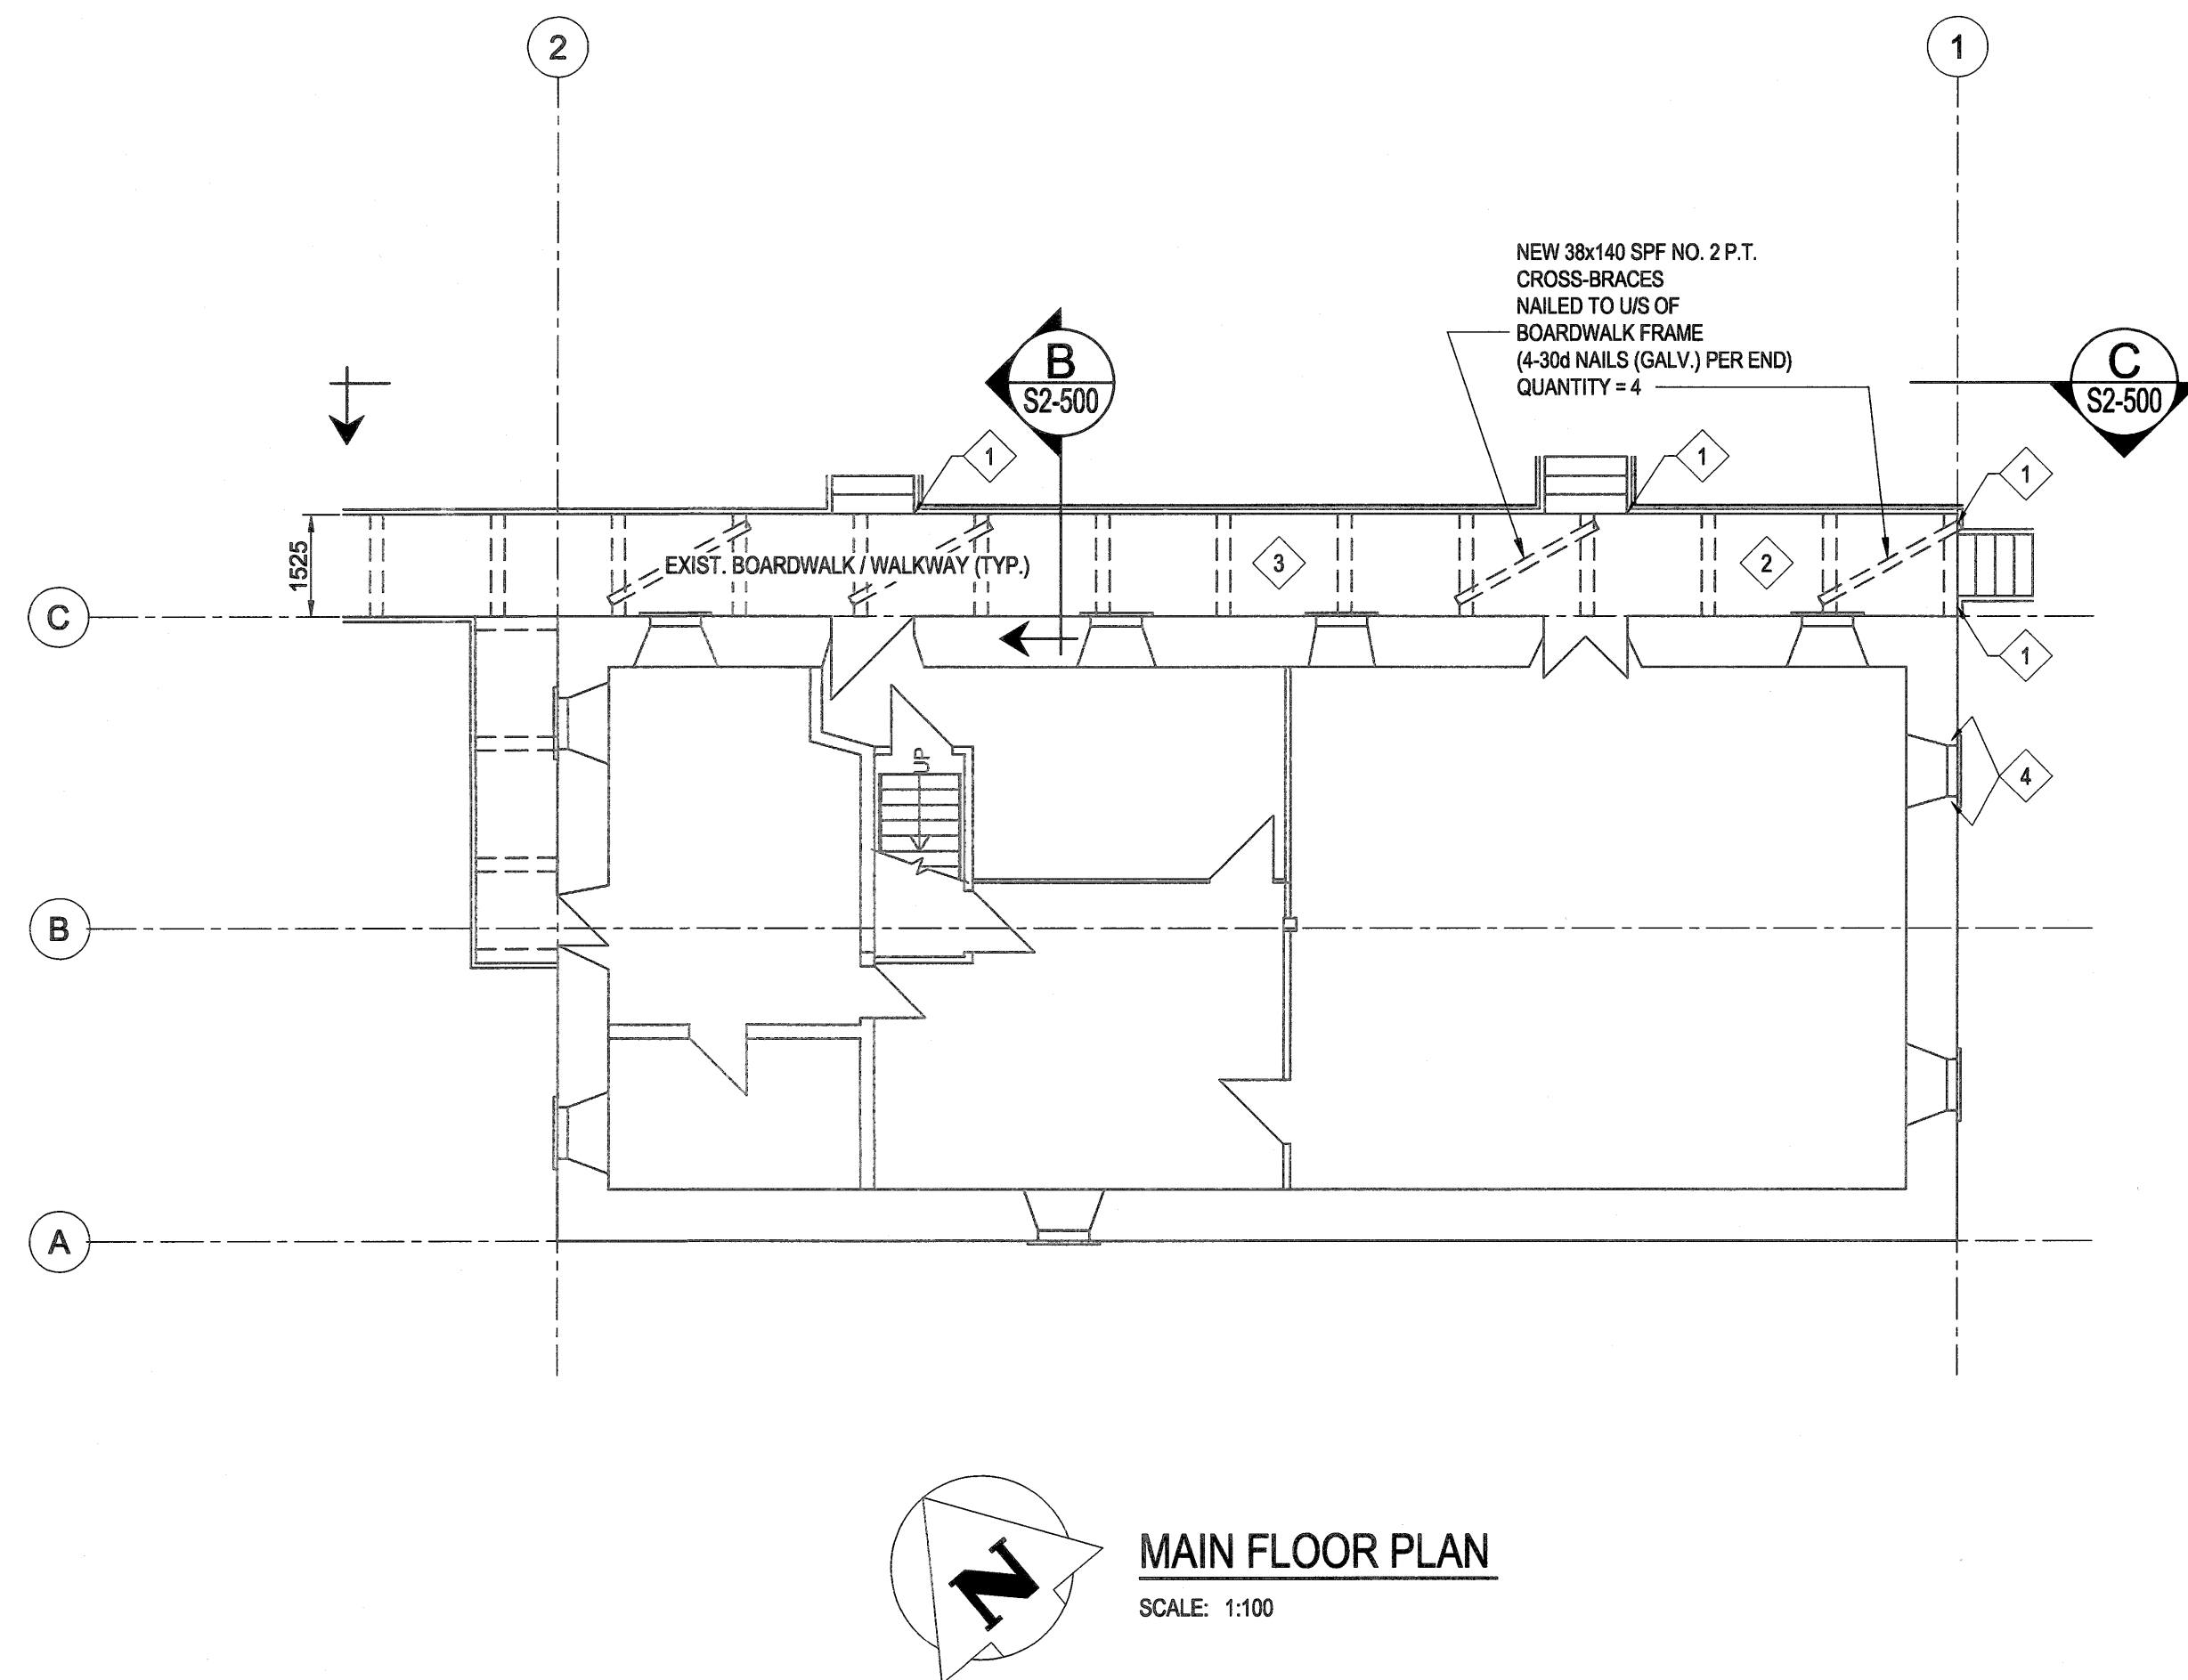 2
1
NEW 38x140 SPF NO. 2 P.T.
CROSS-BRACES
NAILED TO U/S OF
BOARDWALK FRAME
(4-30d NAILS (GALV.) PER END)
QUANTITY = 4
B
S2-500
C
S2-500
1
1
1
1525
EXIST. BOARDWALK / WALKWAY (TYP.)
3
2
C
1
UP
4
B
A
N
MAIN FLOOR PLAN
SCALE: 1:100